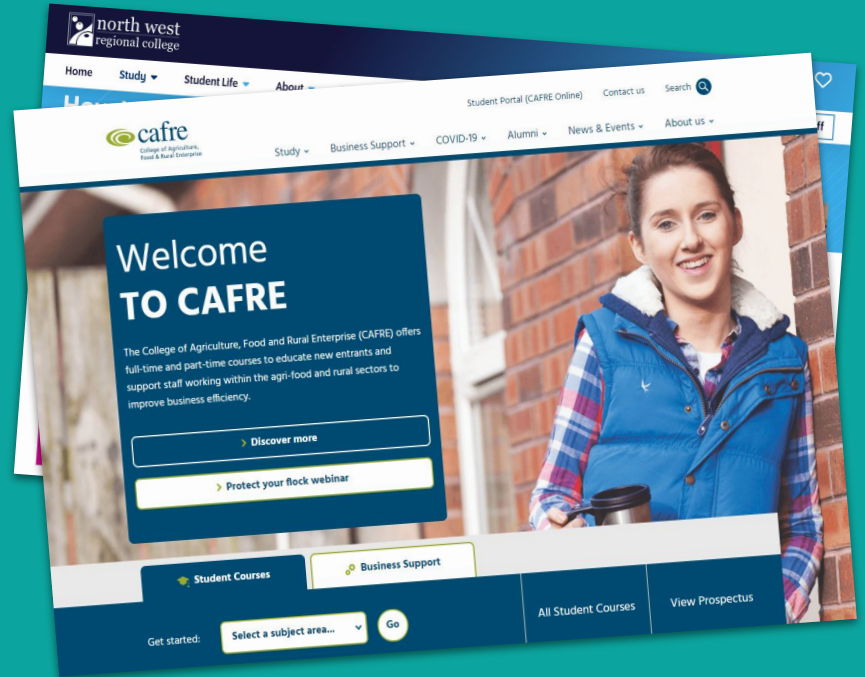 north west
regional college
Home Study Student Life About
Student Portal (CAFRE Online) Contact us Search
cafre
College of Agriculture,
Food & Rural Enterprise
Study Business Support COVID-19 Alumni News & Events About us
Welcome
TO CAFRE
The College of Agriculture, Food and Rural Enterprise (CAFRE) offers
full-time and part-time courses to educate new entrants and
support staff working within the agri-food and rural sectors to
improve business efficiency.
> Discover more
> Protect your flock webinar
Student Courses Business Support
Get started: Select a subject area... Go All Student Courses View Prospectus